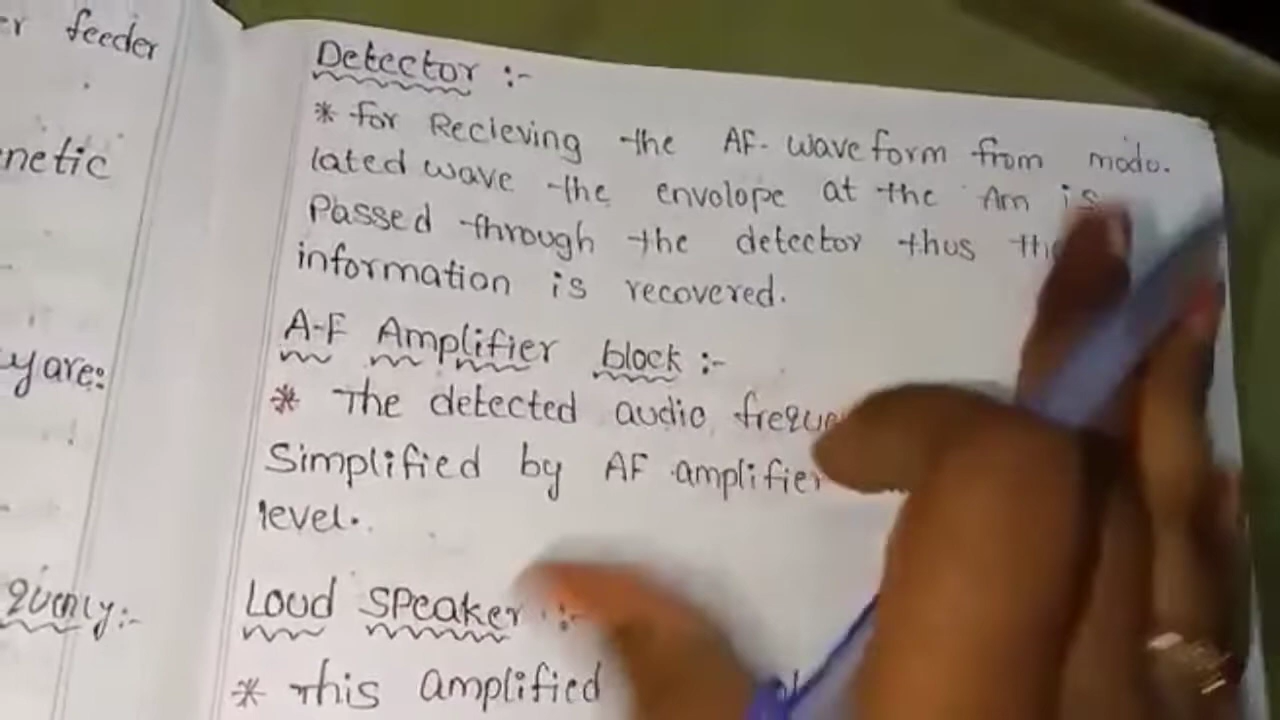 er feeder
netic
y are:
quency:-
Detector :-
* for Recieving the AF waveform from modu-
lated wave the envolope at the Am is
Passed through the detector thus the
information is recovered.
A-F Amplifier block :-
* The detected audio
Simplified by AF amplifier
level.
Loud SPeaker :-
* This amplified